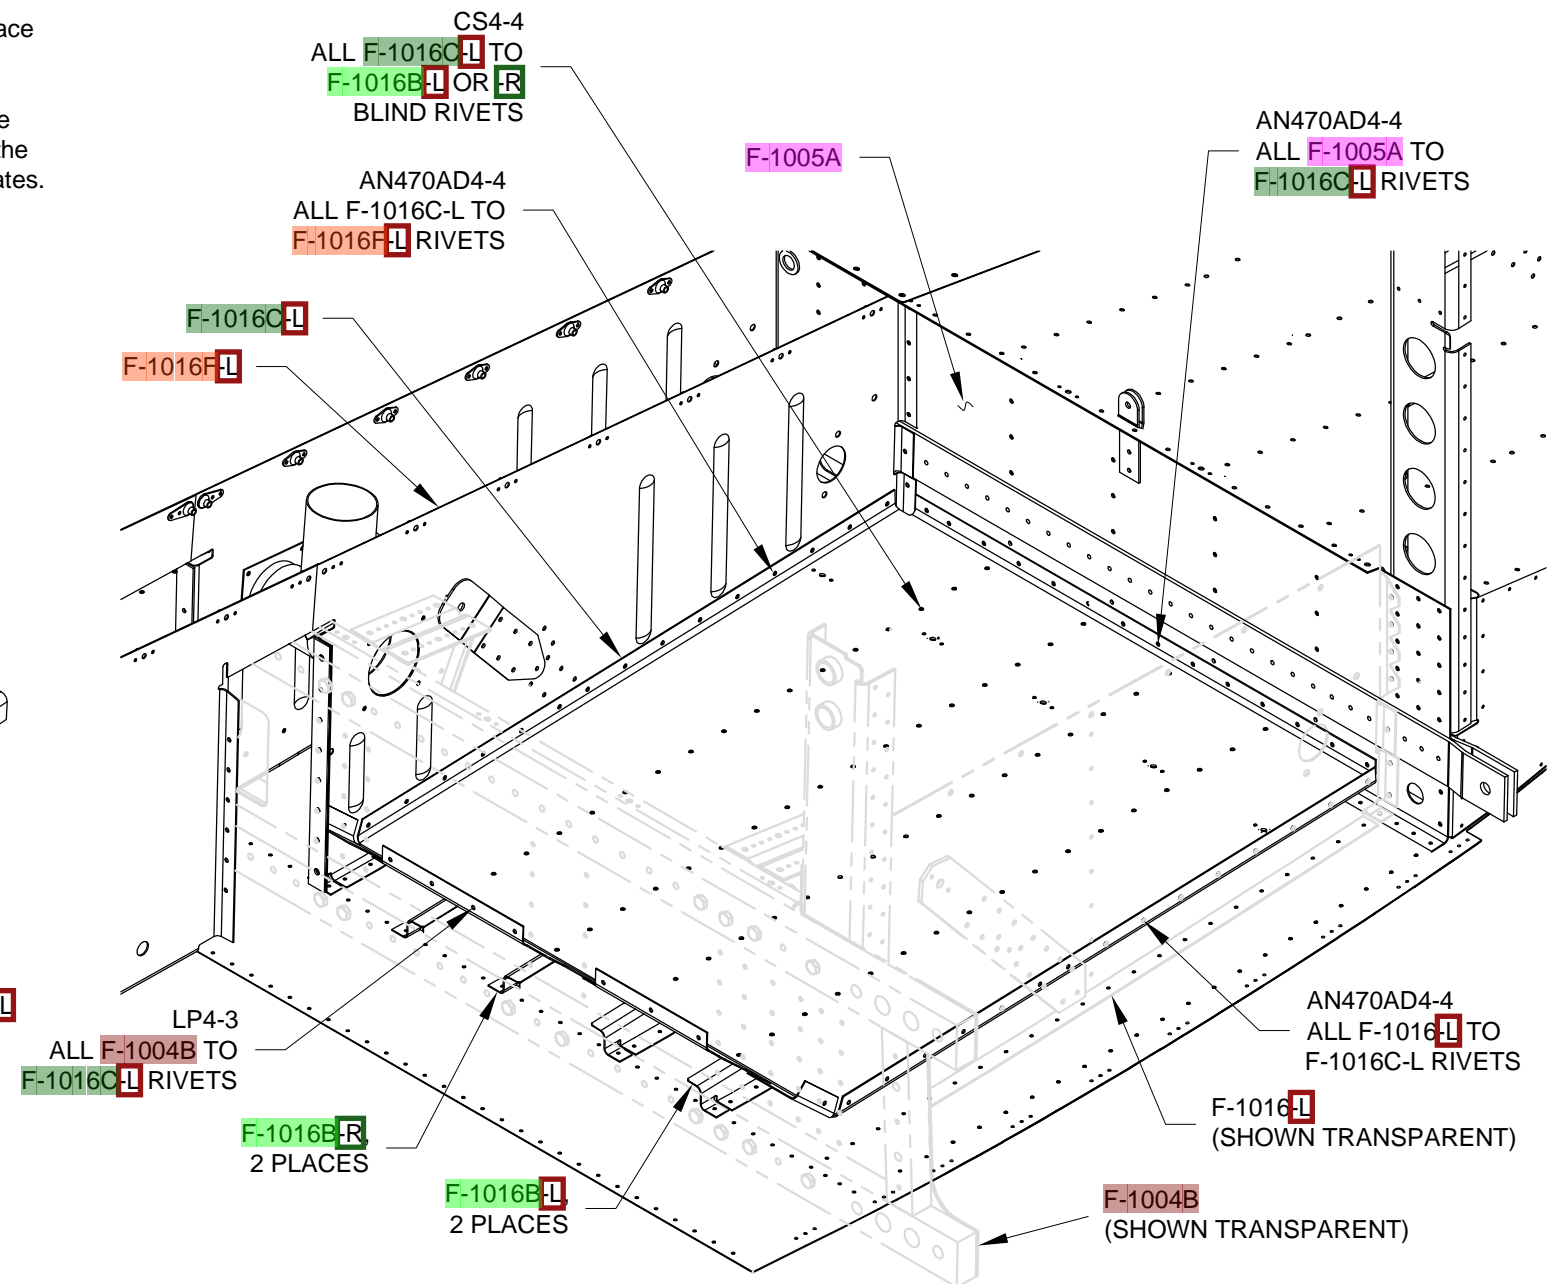 ace
e
the
ates.
CS4-4
ALL F-1016C-L TO
F-1016B-L OR -R
BLIND RIVETS
AN470AD4-4
ALL F-1016C-L TO
F-1016F-L RIVETS
F-1016C-L
F-1016F-L
F-1005A
AN470AD4-4
ALL F-1005A TO
F-1016C-L RIVETS
L
LP4-3
ALL F-1004B TO
F-1016C-L RIVETS
F-1016B-R,
2 PLACES
F-1016B-L,
2 PLACES
AN470AD4-4
ALL F-1016-L TO
F-1016C-L RIVETS
F-1016-L
(SHOWN TRANSPARENT)
F-1004B
(SHOWN TRANSPARENT)